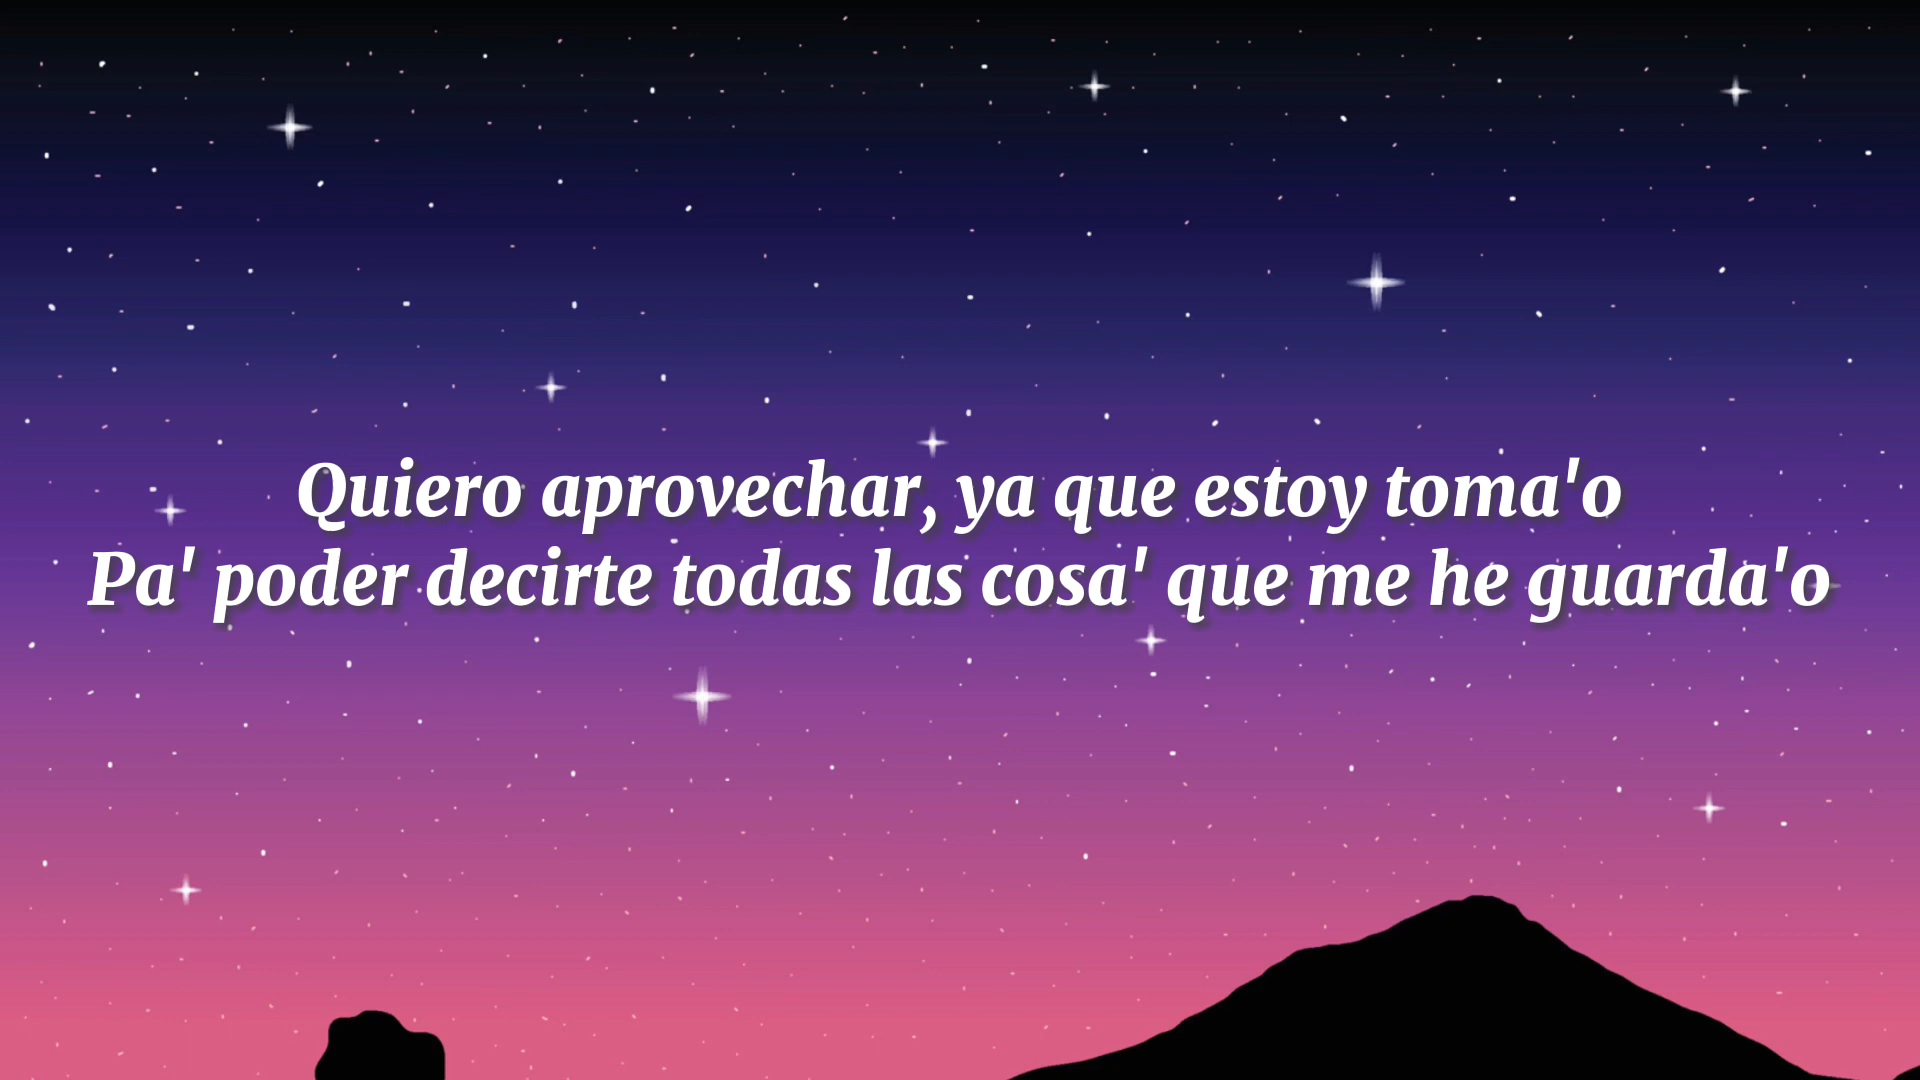 Quiero aprovechar, ya que estoy toma'o
Pa' poder decirte todas las cosa' que me he guarda'o